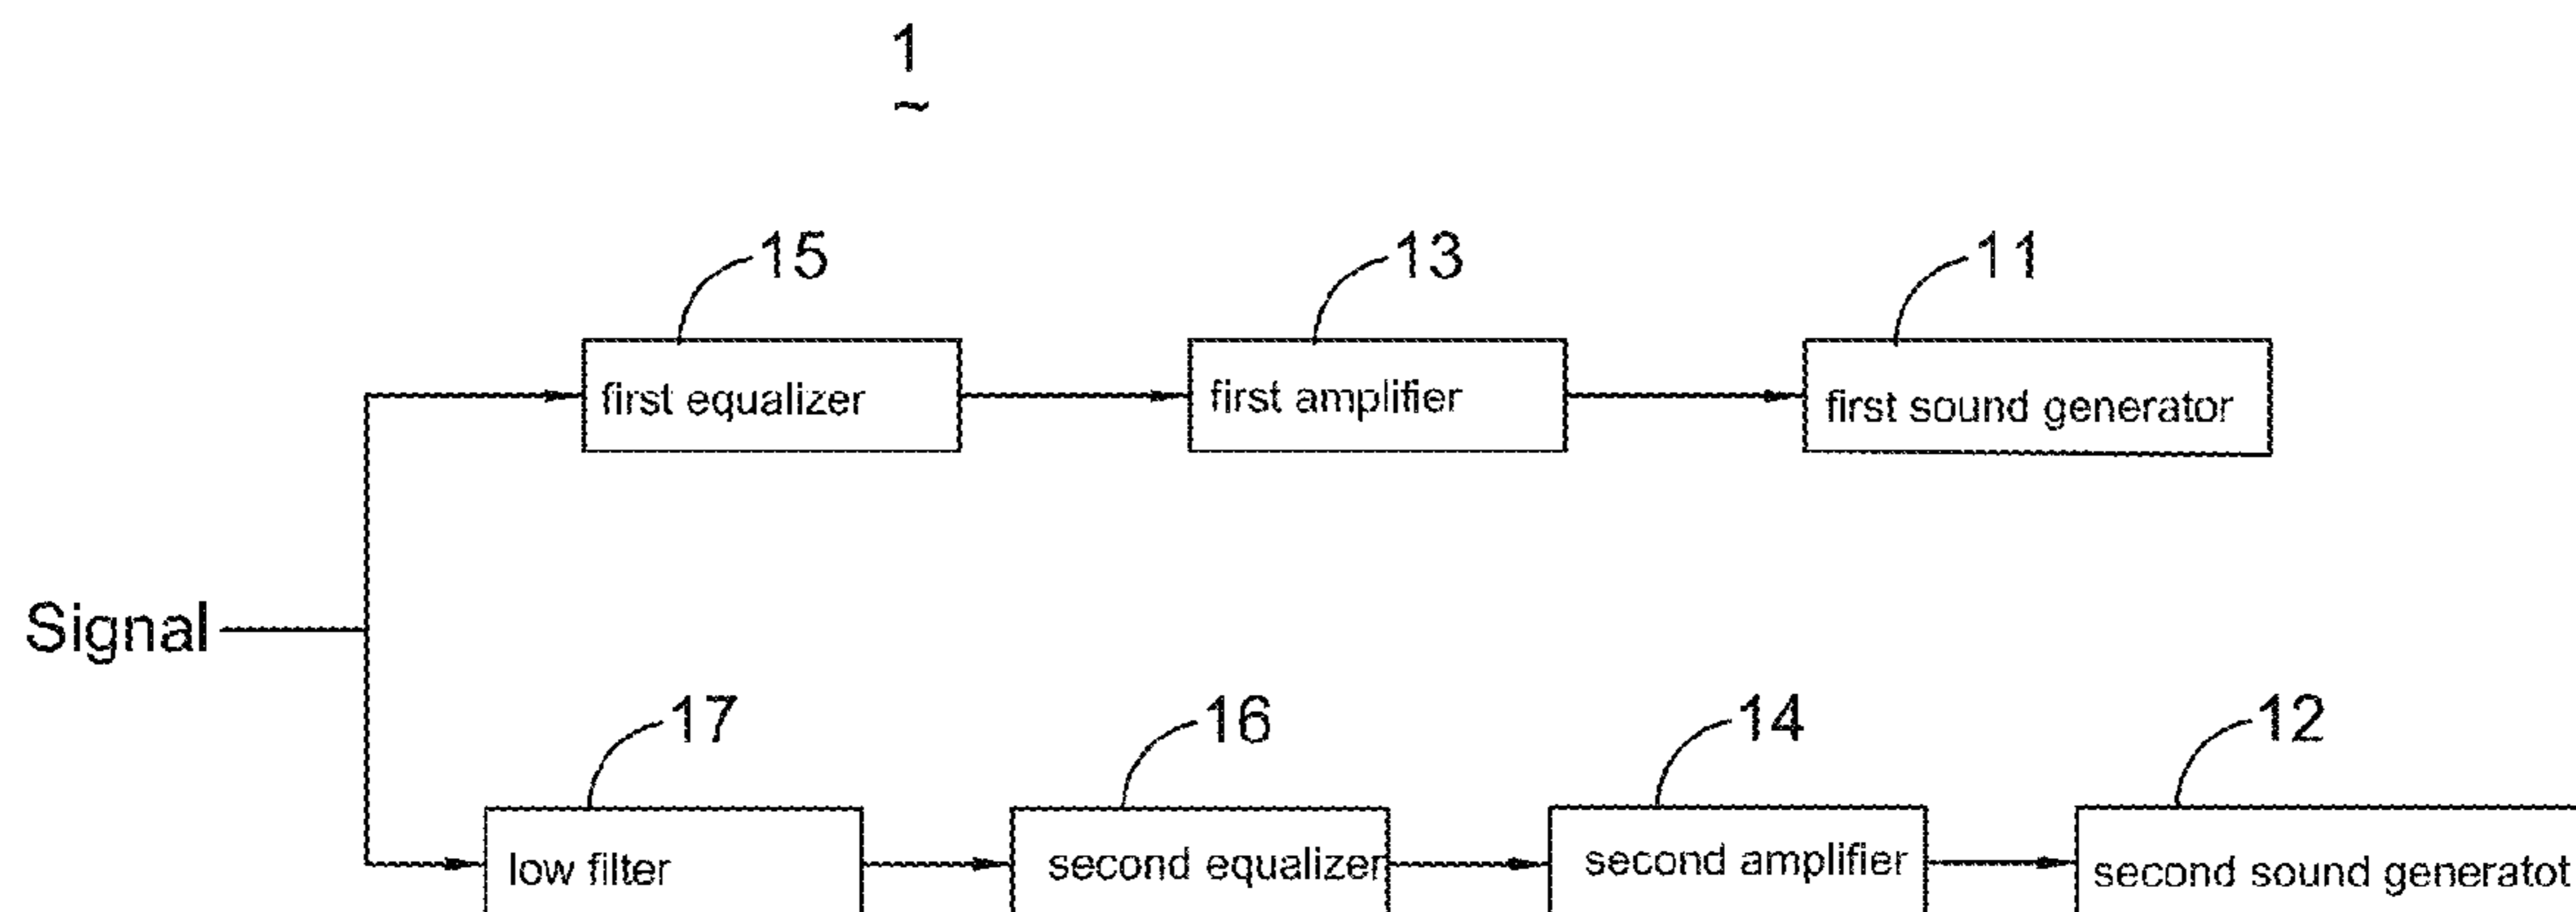 1
~
15
13
11
first equalizer
first amplifier
first sound generator
Signal
17
16
14
12
low filter
second equalizer
second amplifier
second sound generatot